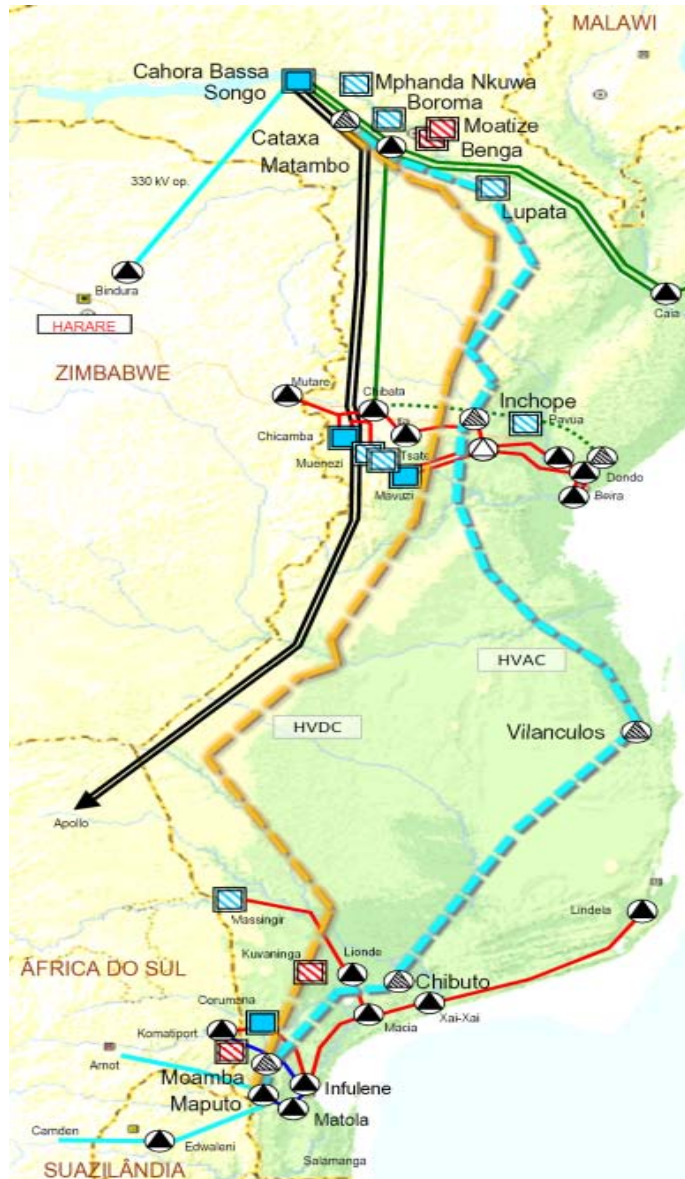 MALAWI
Cahora Bassa
Songo
Mphanda Nkuwa
Boroma
Moatize
Benga
Cataxa
Matambo
Lupata
330 kV op.
Bindura
Caia
HARARE
ZIMBABWE
Mutare
Chibata
Inchope
Pavua
Chicamba
Muenezi
Tsate
Mavuzi
Dondo
Beira
HVAC
HVDC
Vilanculos
Apollo
Massingir
Lionde
Lindela
Kuvaninga
ÁFRICA DO SUL
Chibuto
Corumana
Komatiport
Macia
Xai-Xai
Arnot
Moamba
Infulene
Maputo
Matola
Camden
Edwaleni
Salamanga
SUAZILÂNDIA